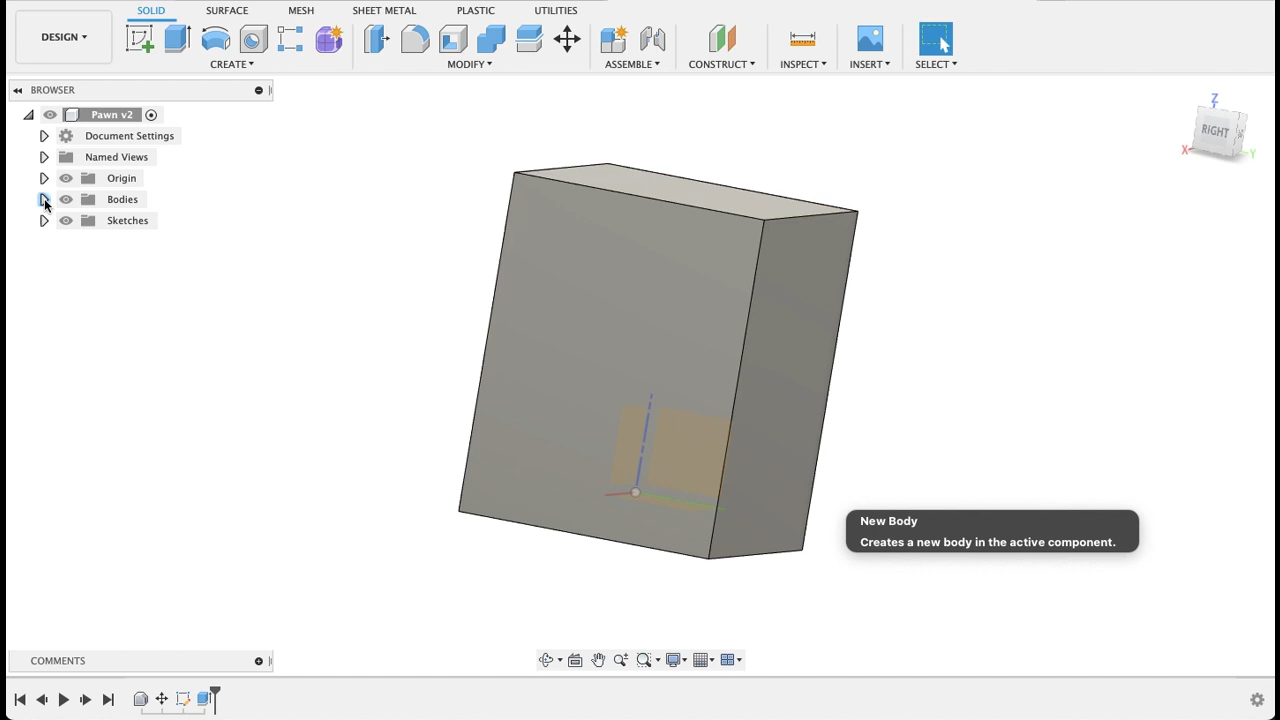 SOLID SURFACE MESH SHEET METAL PLASTIC UTILITIES
DESIGN
CREATE MODIFY ASSEMBLE CONSTRUCT INSPECT INSERT SELECT
BROWSER
Pawn v2
Document Settings
Named Views
Origin
Bodies
Sketches
Z
RIGHT
X
Y
New Body
Creates a new body in the active component.
COMMENTS